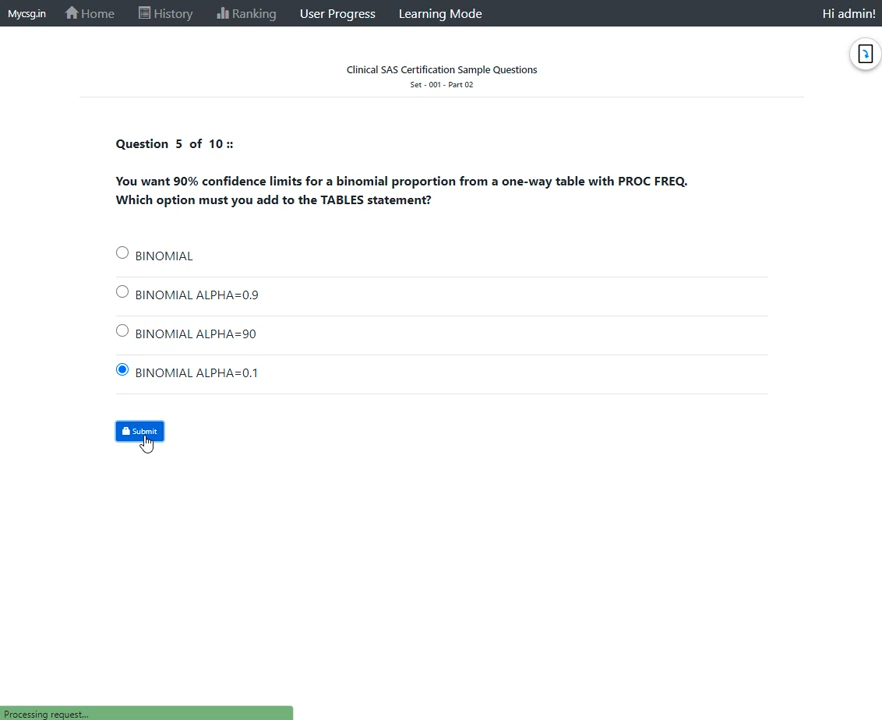 Mycsg.in Home History Ranking User Progress Learning Mode Hi admin!
Clinical SAS Certification Sample Questions
Set - 001 - Part 02
Question 5 of 10 ::
You want 90% confidence limits for a binomial proportion from a one-way table with PROC FREQ.
Which option must you add to the TABLES statement?
BINOMIAL
BINOMIAL ALPHA=0.9
BINOMIAL ALPHA=90
BINOMIAL ALPHA=0.1
Submit
Processing request...